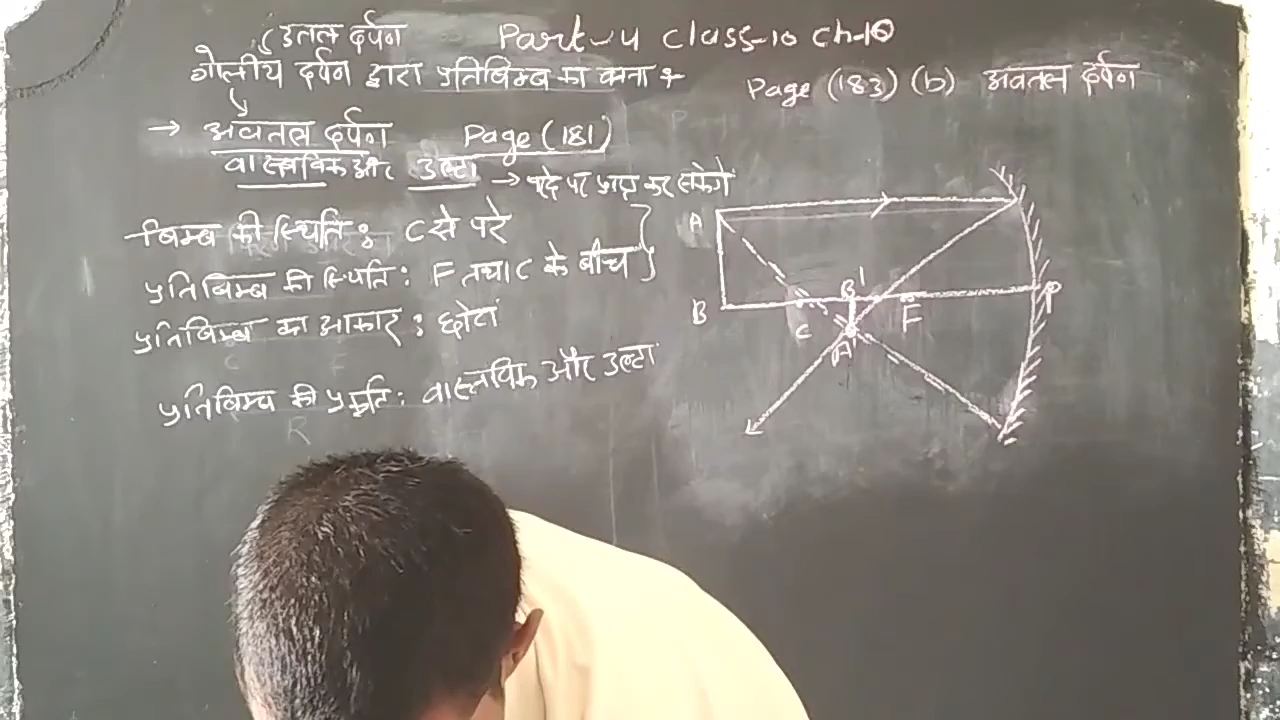 उतल दर्पण
Part-4 Class-10 Ch-10
गोलीय दर्पण द्वारा प्रतिबिम्ब का बनना
Page (183) (b) अवतल दर्पण
→ अवतल दर्पण Page (181)
वास्तविक और उल्टा → पर्दे पर प्राप्त कर सकेंगे
बिम्ब की स्थिति : C से परे
प्रतिबिम्ब की स्थिति : F तथा C के बीच
प्रतिबिम्ब का आकार : छोटा
प्रतिबिम्ब की प्रकृति : वास्तविक और उल्टा
A
B
C
B'
A'
F
P